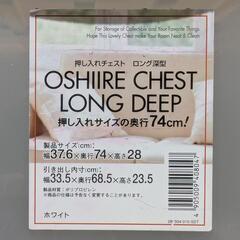 For Storage of Collectible and Your Favorite Things
Hope This Lovely Chest make your Room Neat & Clean
押し入れチェスト ロング深型
OSHIIRE CHEST
LONG DEEP
押し入れサイズの奥行74cm!
製品サイズ(cm):
幅37.6×奥行74×高さ28
引き出し内寸(cm):
幅33.5×奥行68.5×高さ23.5
材質:ポリプロピレン
ホワイト
4905009408047